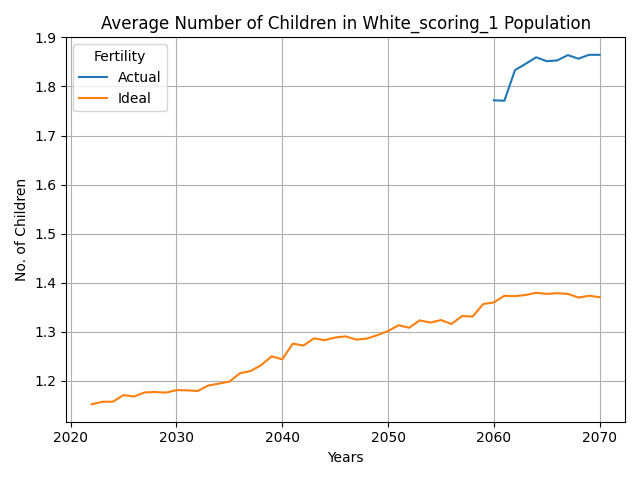 Average Number of Children in White_scoring_1 Population
Fertility
Actual
Ideal
No. of Children
1.9
1.8
1.7
1.6
1.5
1.4
1.3
1.2
2020 2030 2040 2050 2060 2070
Years